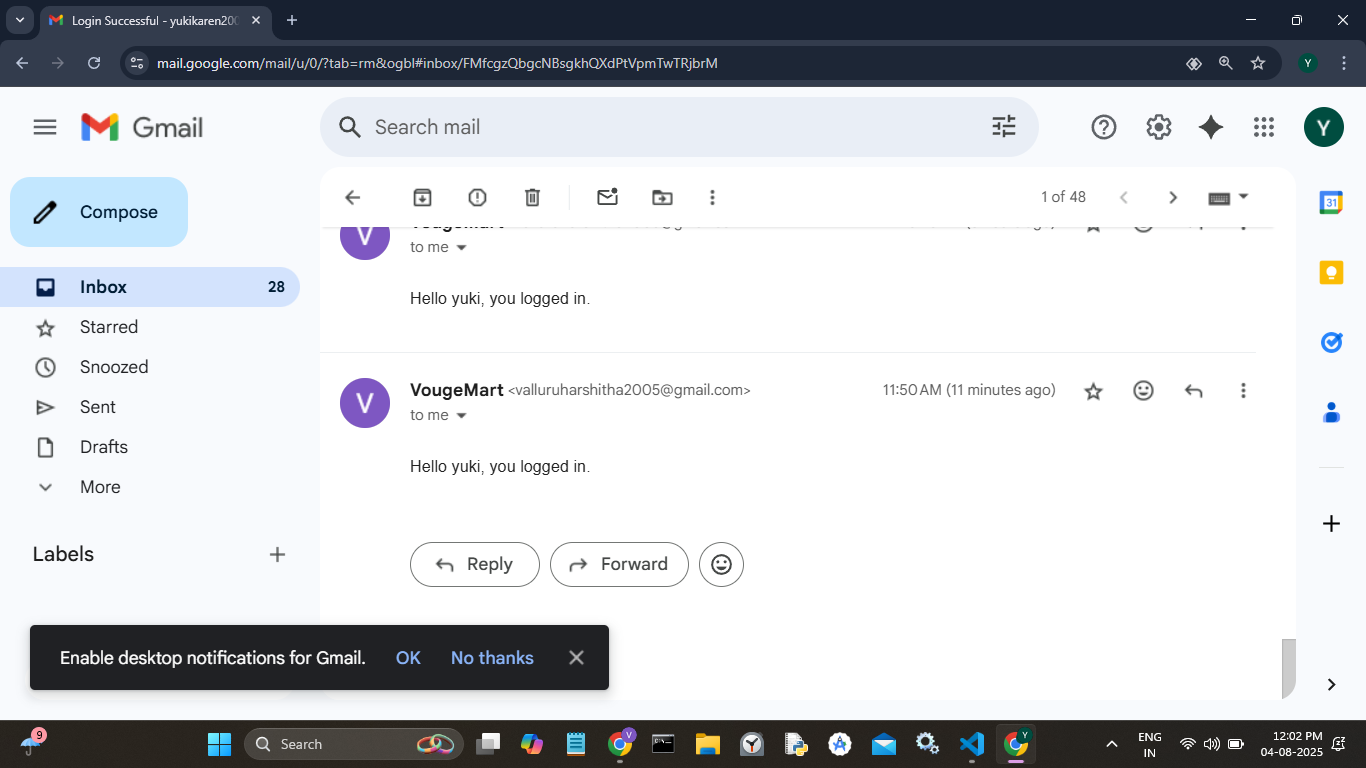 Login Successful - yukikaren200
mail.google.com/mail/u/0/?tab=rm&ogbl#inbox/FMfcgzQbgcNBsgkhQXdPtVpmTwTRjbrM
Y
Gmail
Search mail
Y
Compose
1 of 48
31
Inbox 28
Starred
Snoozed
Sent
Drafts
More
Labels
V
to me
Hello yuki, you logged in.
V
VougeMart <valluruharshitha2005@gmail.com> 11:50 AM (11 minutes ago)
to me
Hello yuki, you logged in.
Reply
Forward
Enable desktop notifications for Gmail. OK No thanks
9
Search
V
Y
ENG
IN
12:02 PM
04-08-2025